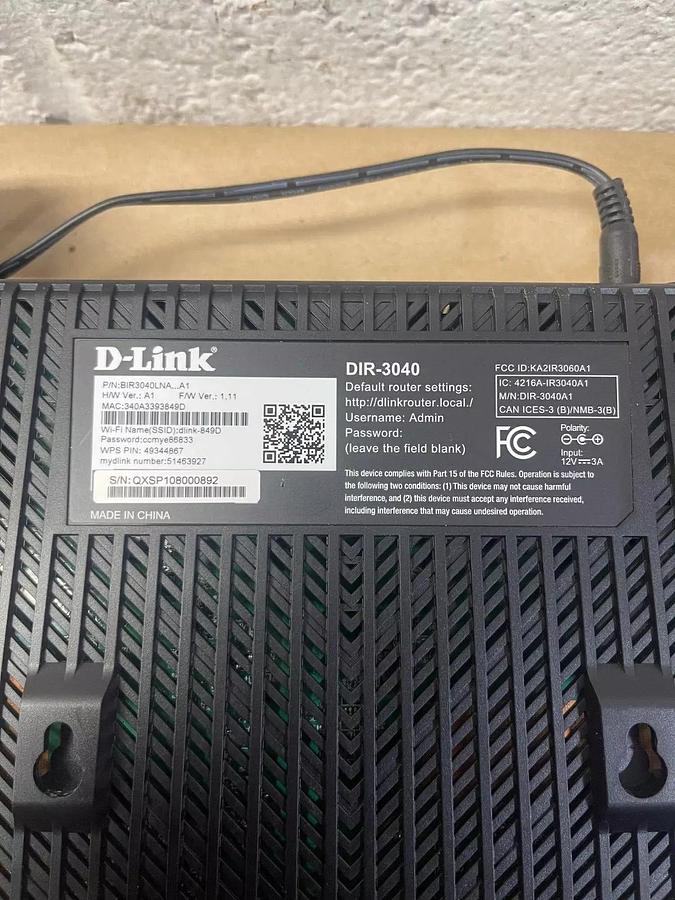 D-Link®
P/N:BIR3040LNA...A1
H/W Ver.: A1 F/W Ver.: 1.11
MAC:340A3393849D
Wi-Fi Name(SSID):dlink-849D
Password:ccmye66833
WPS PIN: 49344667
mydlink number:51463927
S/N: QXSP108000892
MADE IN CHINA
DIR-3040
Default router settings:
http://dlinkrouter.local./
Username: Admin
Password:
(leave the field blank)
FCC ID:KA2IR3060A1
IC: 4216A-IR3040A1
M/N:DIR-3040A1
CAN ICES-3 (B)/NMB-3(B)
FC
Polarity:
Input:
12V⎓3A
This device complies with Part 15 of the FCC Rules. Operation is subject to
the following two conditions: (1) This device may not cause harmful
interference, and (2) this device must accept any interference received,
including interference that may cause undesired operation.